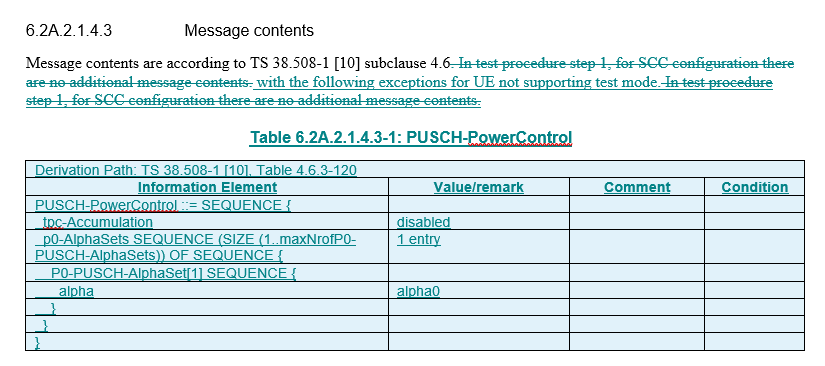 6.2A.2.1.4.3 Message contents
Message contents are according to TS 38.508-1 [10] subclause 4.6. In test procedure step 1, for SCC configuration there
are no additional message contents. with the following exceptions for UE not supporting test mode. In test procedure
step 1, for SCC configuration there are no additional message contents.
Table 6.2A.2.1.4.3-1: PUSCH-PowerControl
Derivation Path: TS 38.508-1 [10], Table 4.6.3-120
Information Element Value/remark Comment Condition
PUSCH-PowerControl ::= SEQUENCE {
tpc-Accumulation disabled
p0-AlphaSets SEQUENCE (SIZE (1..maxNrofP0- 1 entry
PUSCH-AlphaSets)) OF SEQUENCE {
P0-PUSCH-AlphaSet[1] SEQUENCE {
alpha alpha0
}
}
}